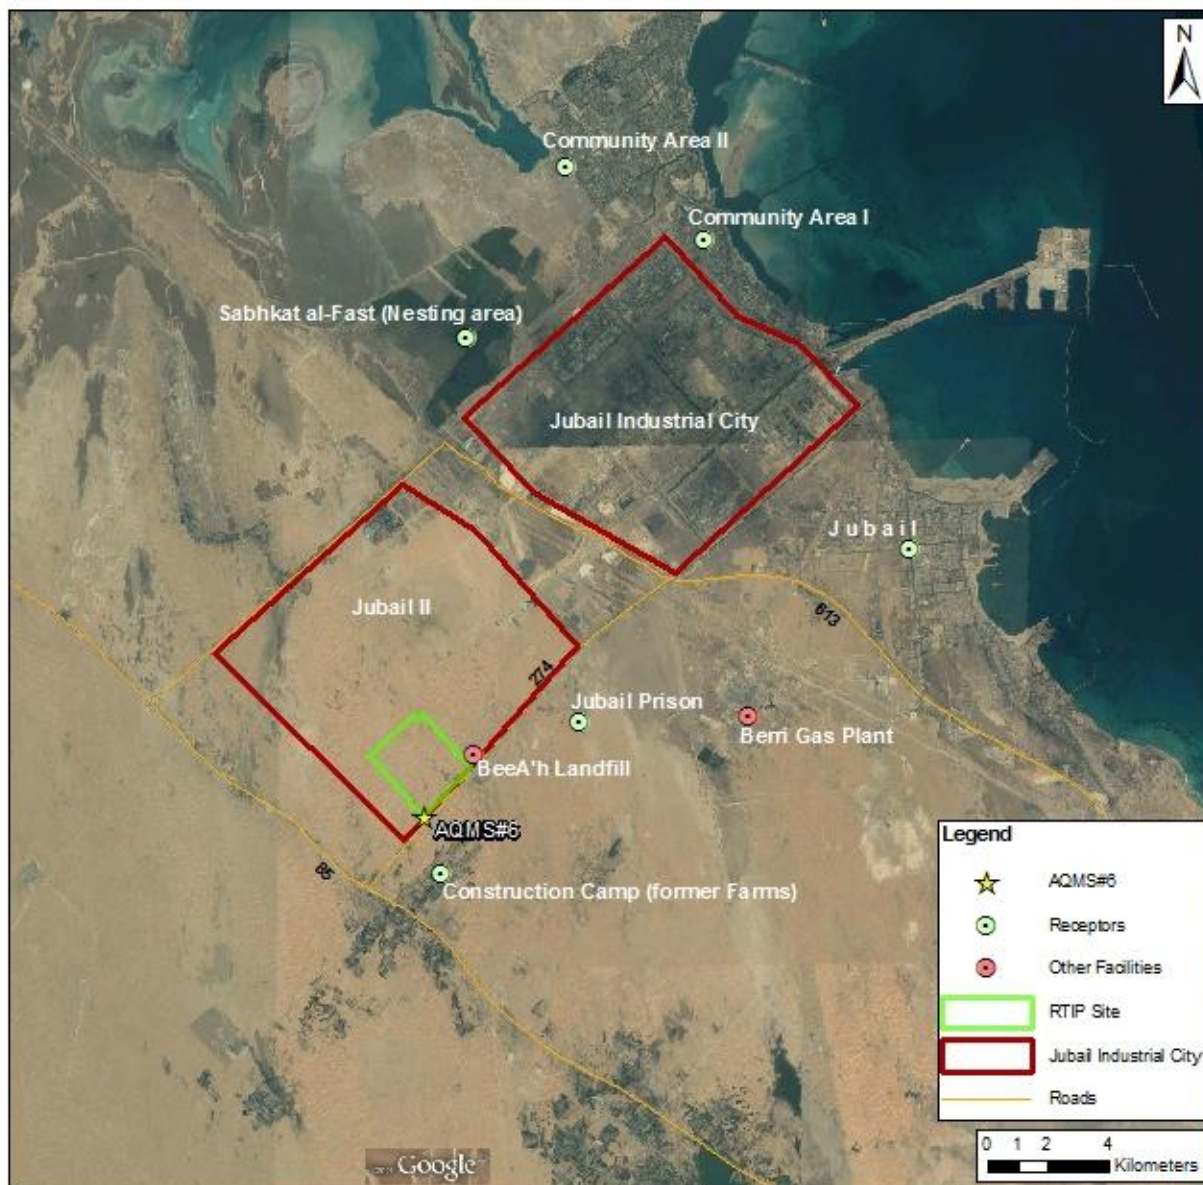 N
Community Area II
Community Area I
Sabhkat al-Fast (Nesting area)
Jubail Industrial City
Jubail
Jubail II
613
274
Jubail Prison
Berri Gas Plant
BeeA'h Landfill
AQMS#6
85
Construction Camp (former Farms)
Legend
AQMS#6
Receptors
Other Facilities
RTIP Site
Jubail Industrial City
Roads
0 1 2 4
Kilometers
Google